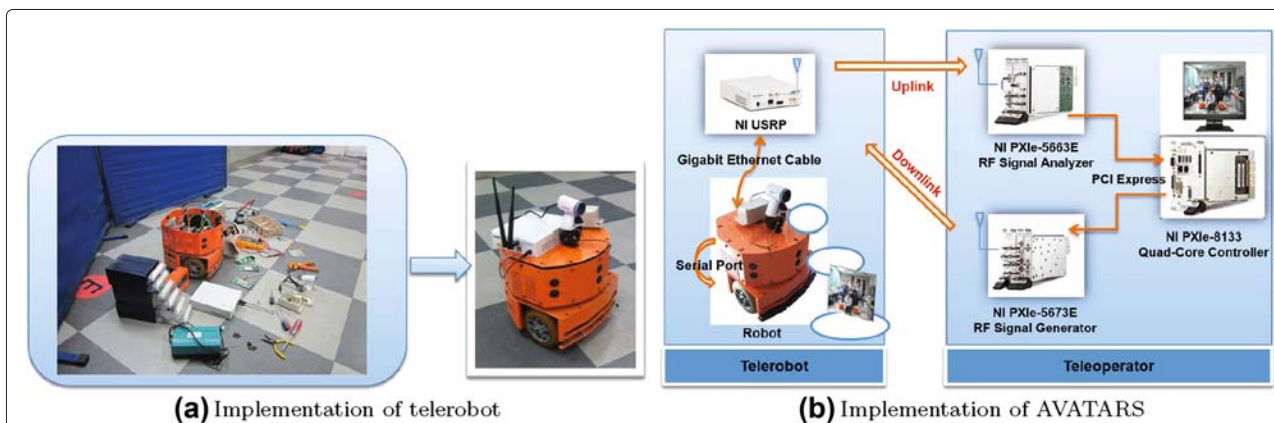 (a) Implementation of telerobot
NI USRP
Gigabit Ethernet Cable
Serial Port
Robot
Telerobot
Uplink
Downlink
NI PXIe-5663E
RF Signal Analyzer
PCI Express
NI PXIe-8133
Quad-Core Controller
NI PXIe-5673E
RF Signal Generator
Teleoperator
(b) Implementation of AVATARS